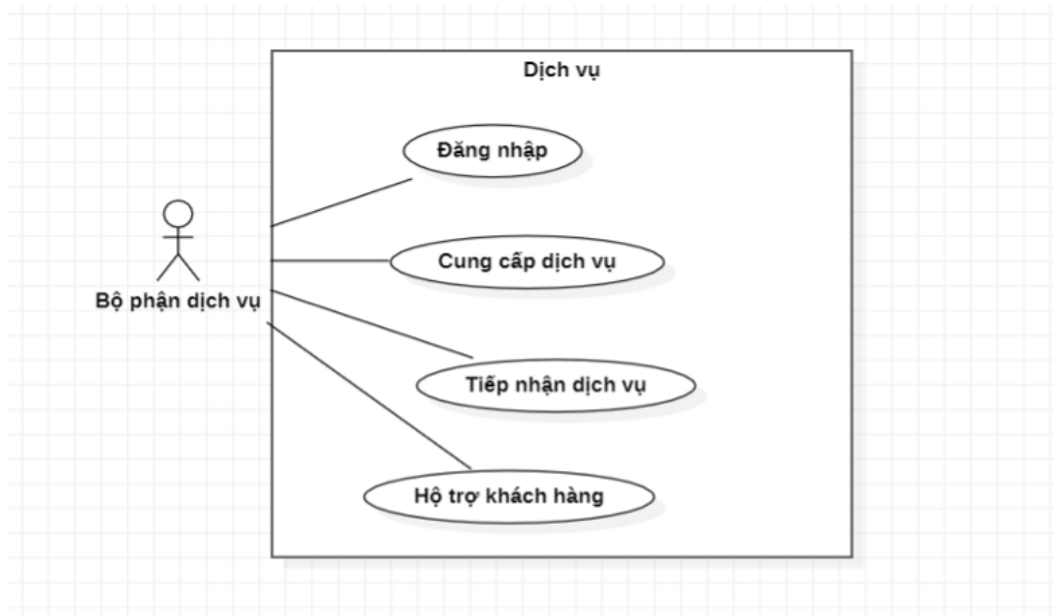 Dịch vụ
Đăng nhập
Cung cấp dịch vụ
Bộ phận dịch vụ
Tiếp nhận dịch vụ
Hộ trợ khách hàng